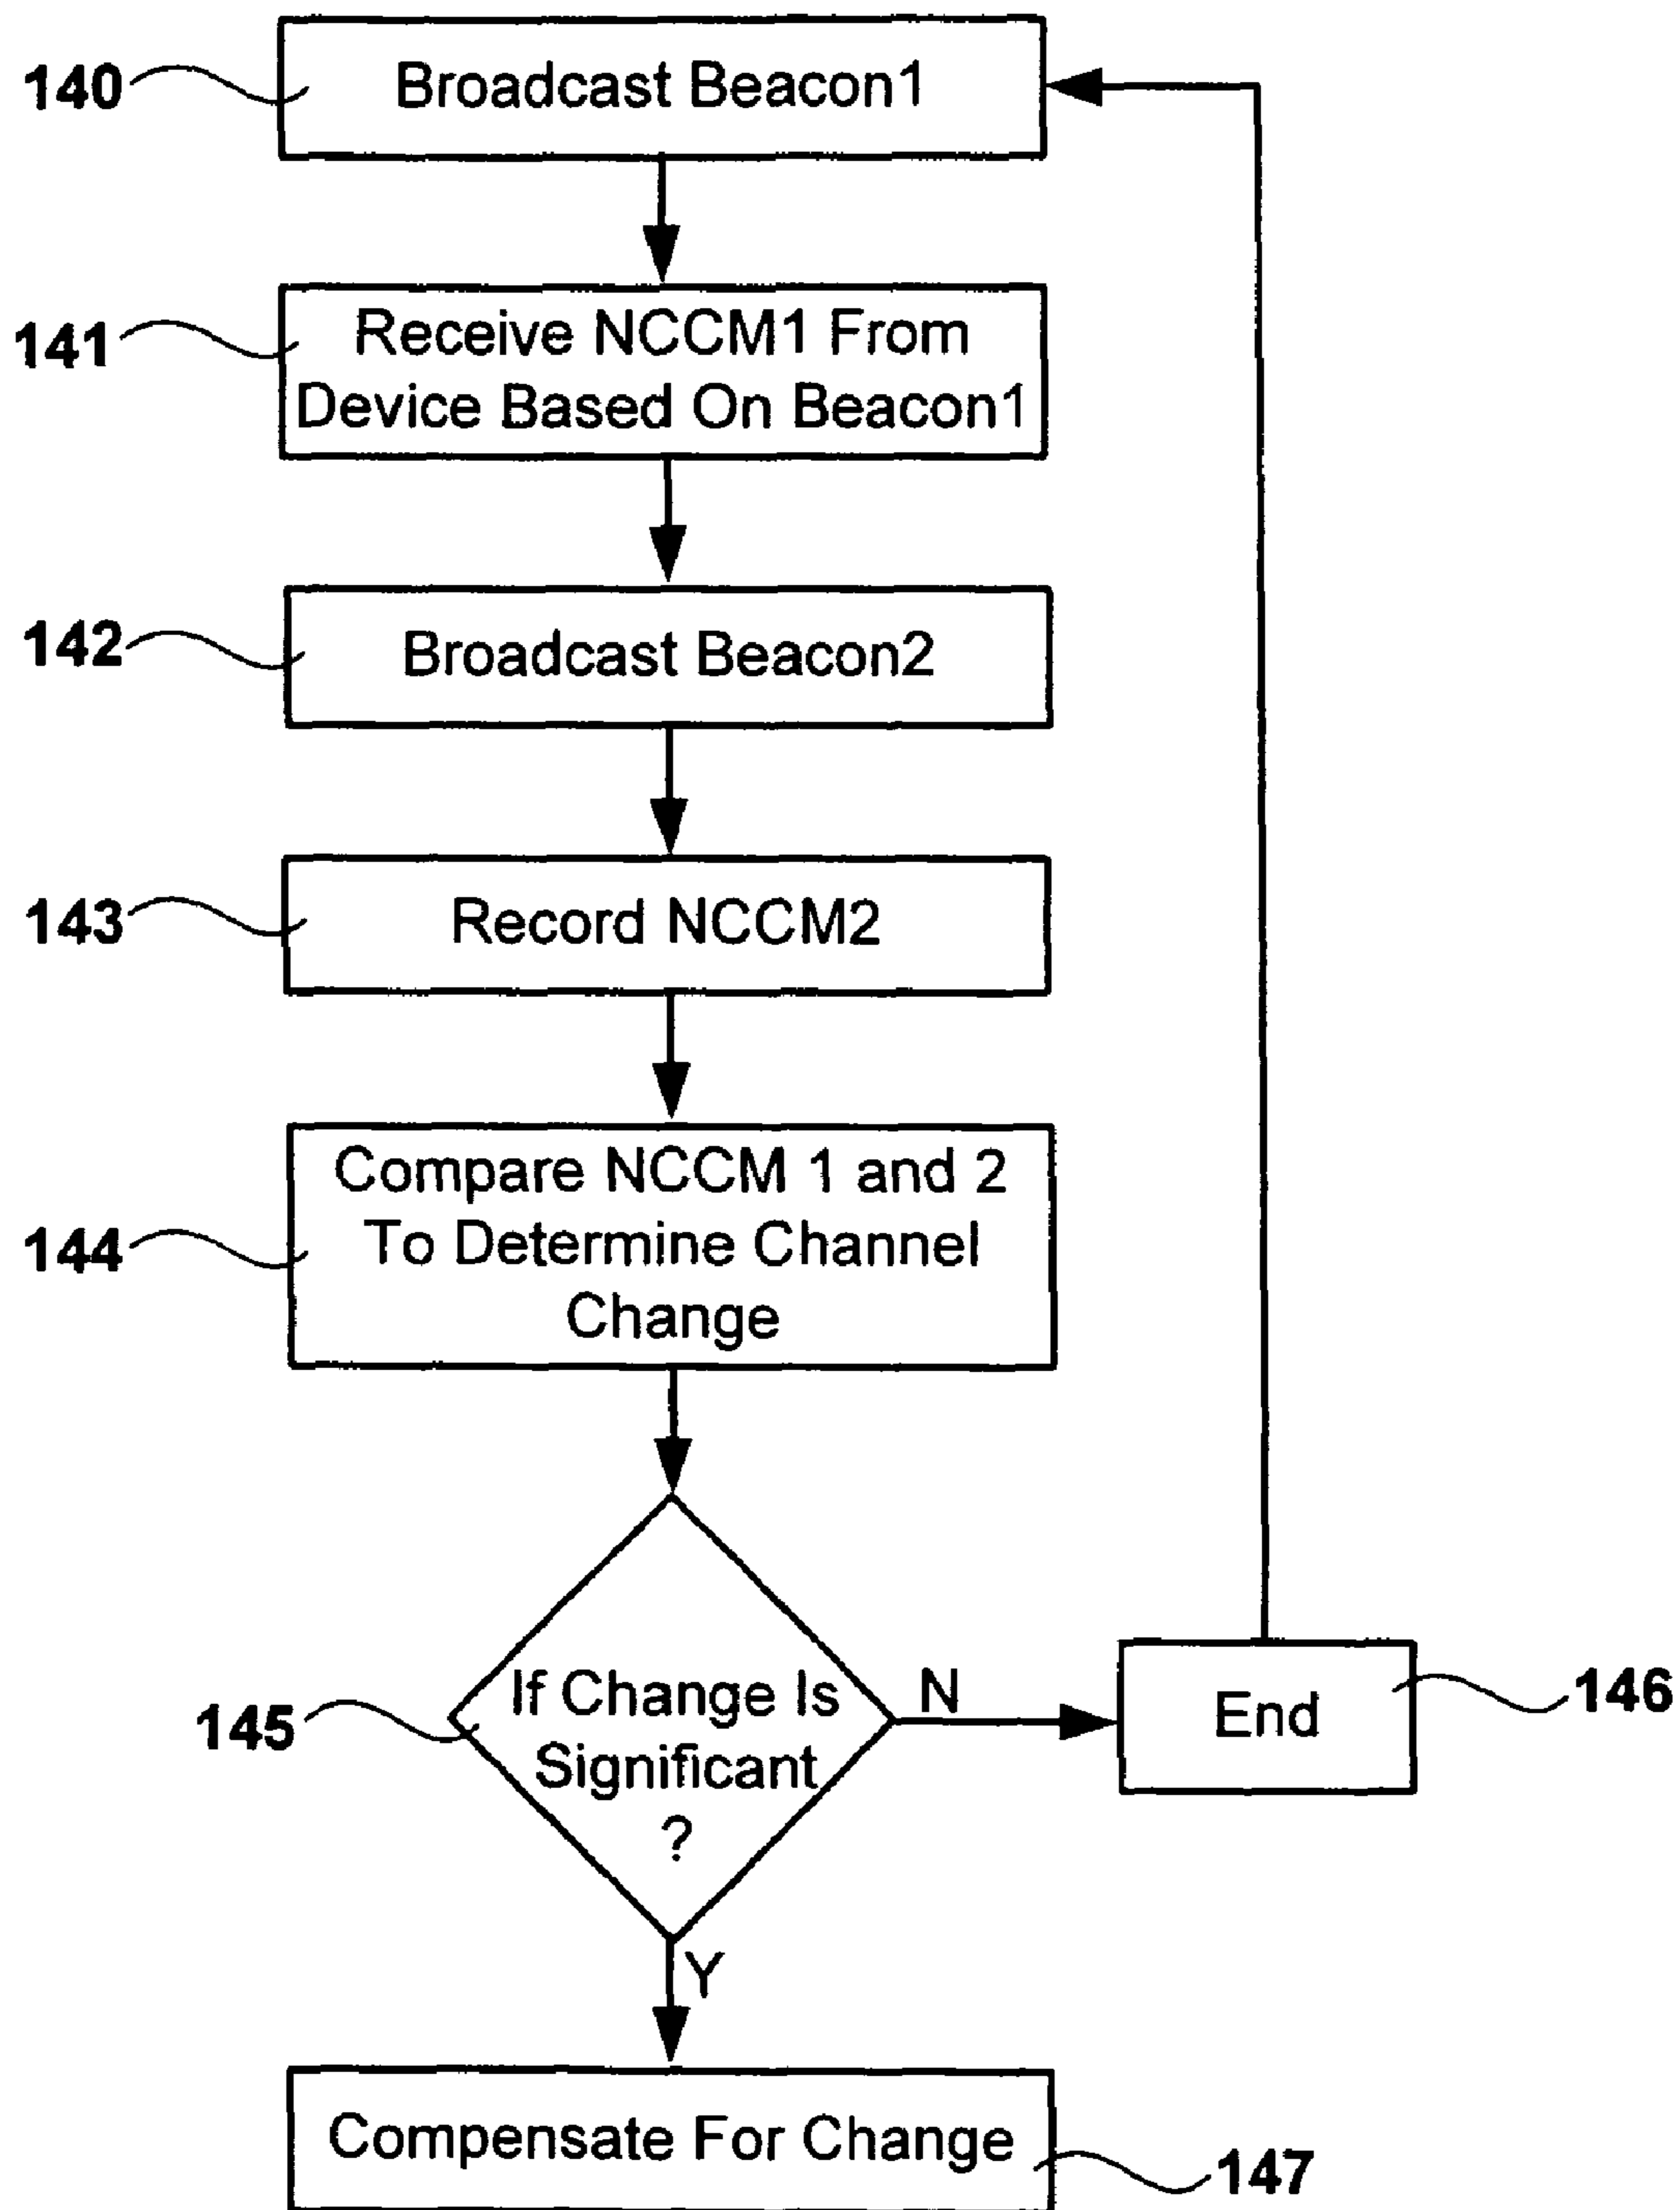 140
Broadcast Beacon1
141
Receive NCCM1 From
Device Based On Beacon1
142
Broadcast Beacon2
143
Record NCCM2
144
Compare NCCM 1 and 2
To Determine Channel
Change
145
If Change Is
Significant
?
N
End
146
Y
Compensate For Change
147